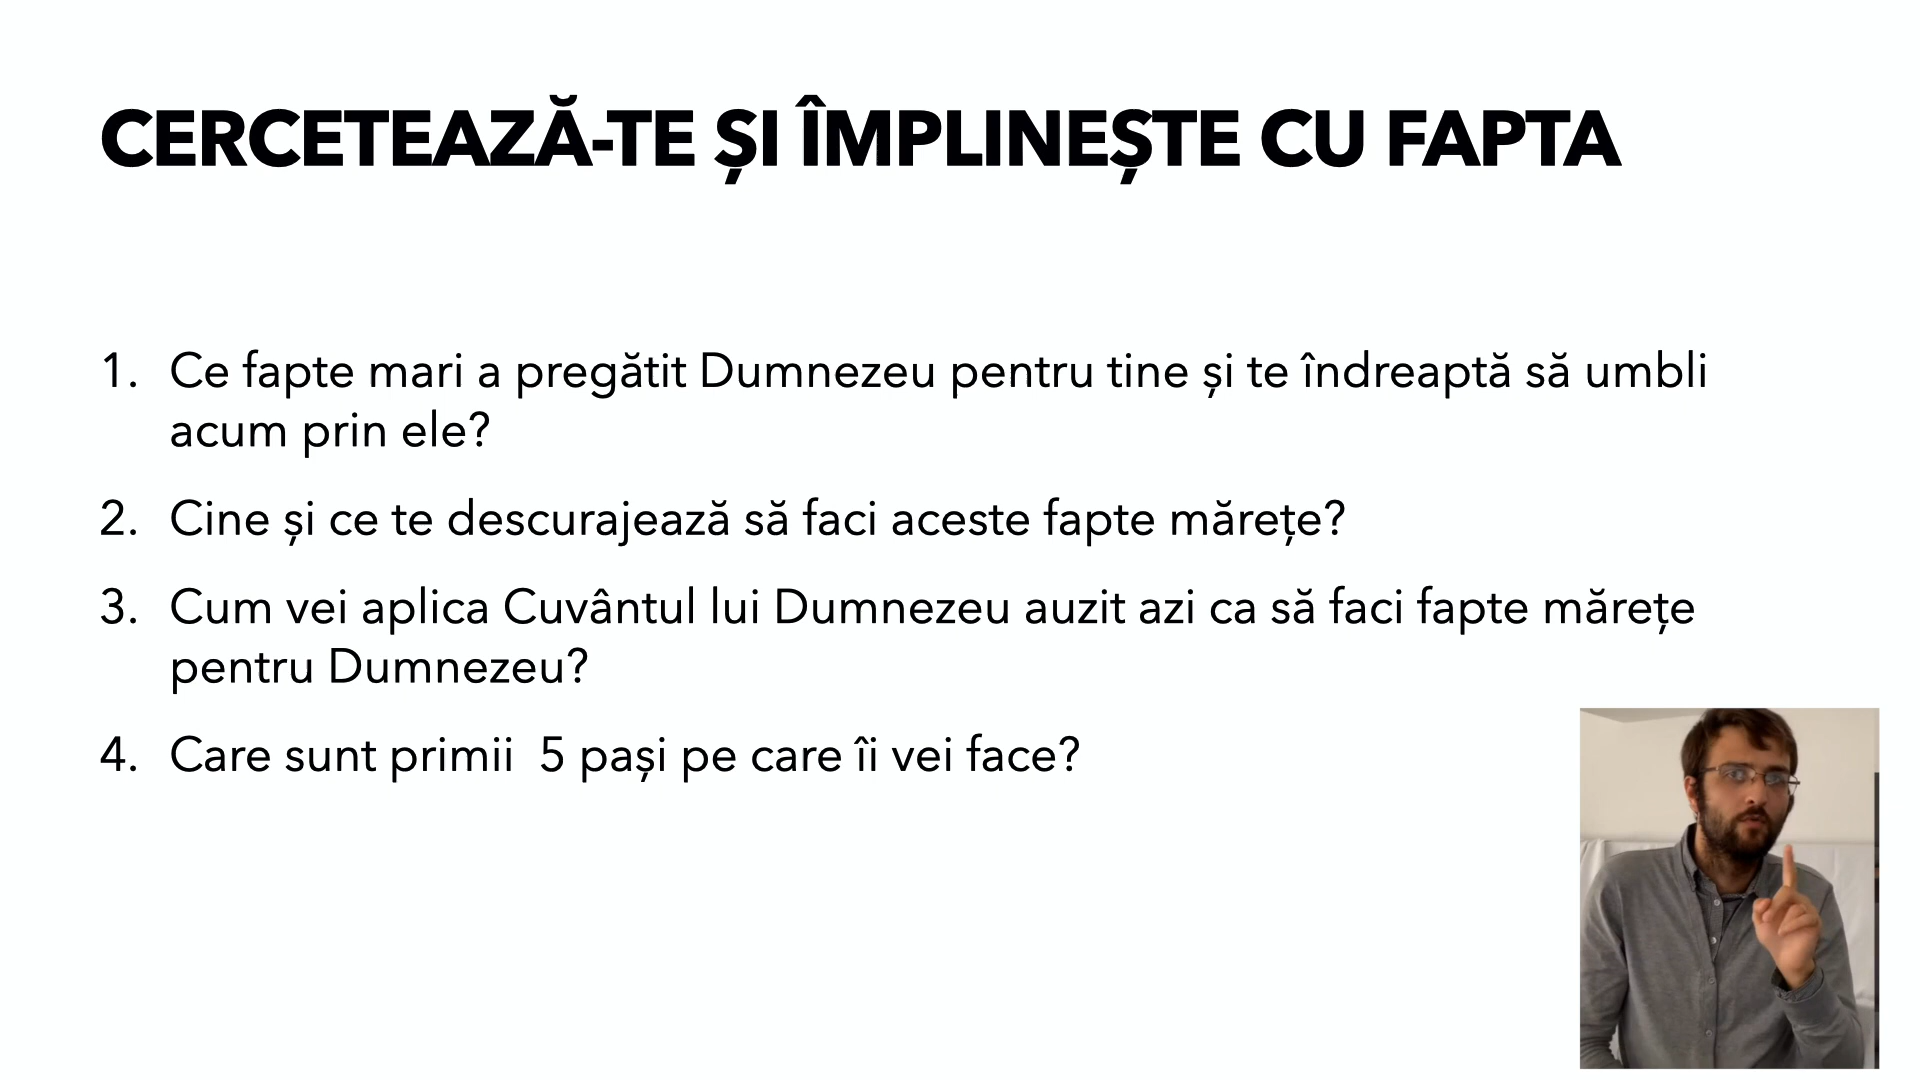 CERCETEAZĂ-TE ȘI ÎMPLINEȘTE CU FAPTA
1. Ce fapte mari a pregătit Dumnezeu pentru tine și te îndreaptă să umbli
acum prin ele?
2. Cine și ce te descurajează să faci aceste fapte mărețe?
3. Cum vei aplica Cuvântul lui Dumnezeu auzit azi ca să faci fapte mărețe
pentru Dumnezeu?
4. Care sunt primii  5 pași pe care îi vei face?